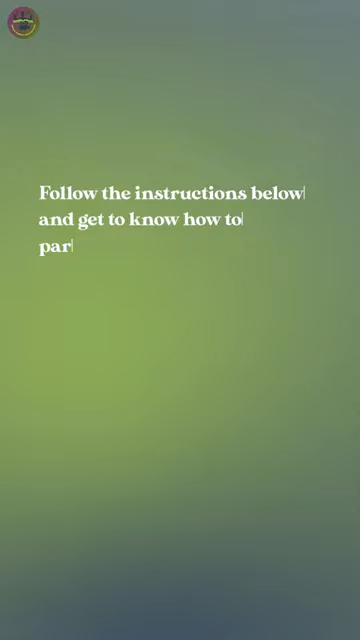 Follow the instructions below
and get to know how to
par